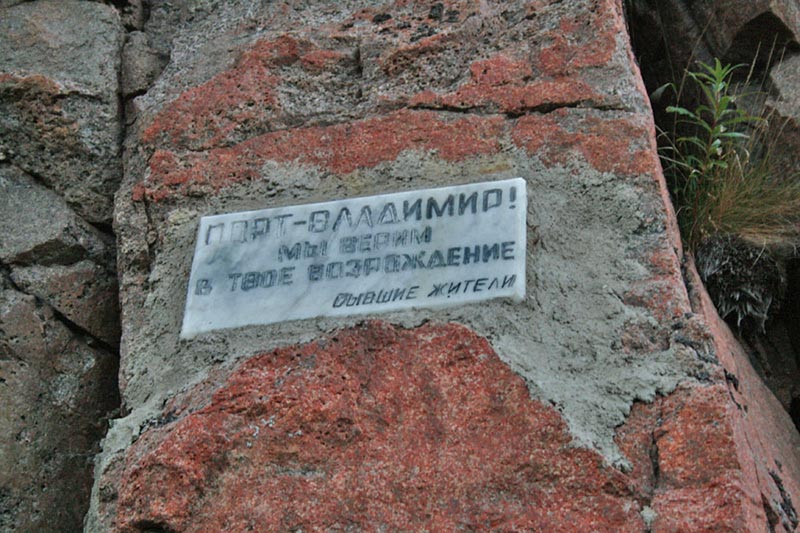 ПОРТ-ВЛАДИМИР!
МЫ ВЕРИМ
В ТВОЕ ВОЗРОЖДЕНИЕ
БЫВШИЕ ЖИТЕЛИ